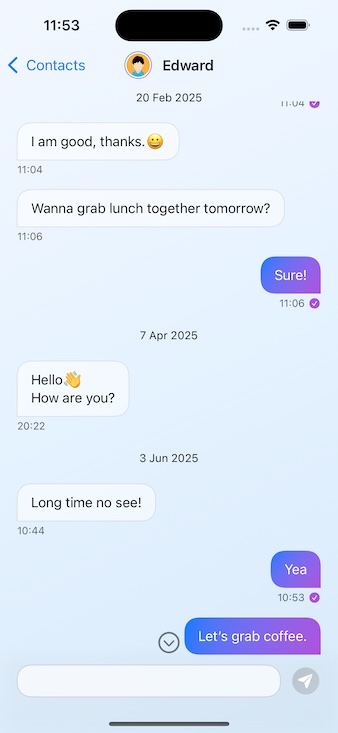 11:53
Contacts
Edward
20 Feb 2025
11:04
I am good, thanks.😀
11:04
Wanna grab lunch together tomorrow?
11:06
Sure!
11:06
7 Apr 2025
Hello👋
How are you?
20:22
3 Jun 2025
Long time no see!
10:44
Yea
10:53
Let's grab coffee.